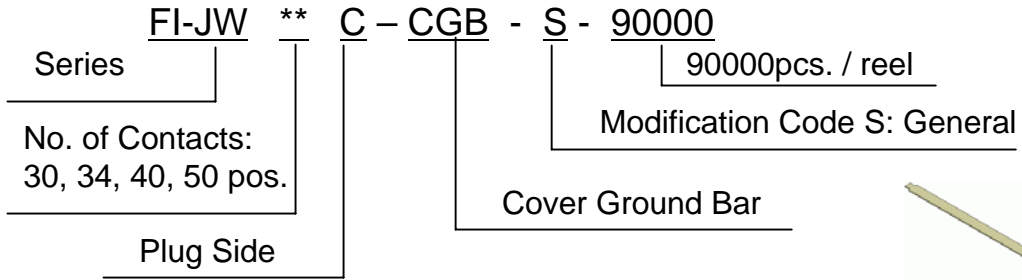 FI-JW ** C – CGB - S - 90000
Series
90000pcs. / reel
No. of Contacts:
30, 34, 40, 50 pos.
Modification Code S: General
Cover Ground Bar
Plug Side